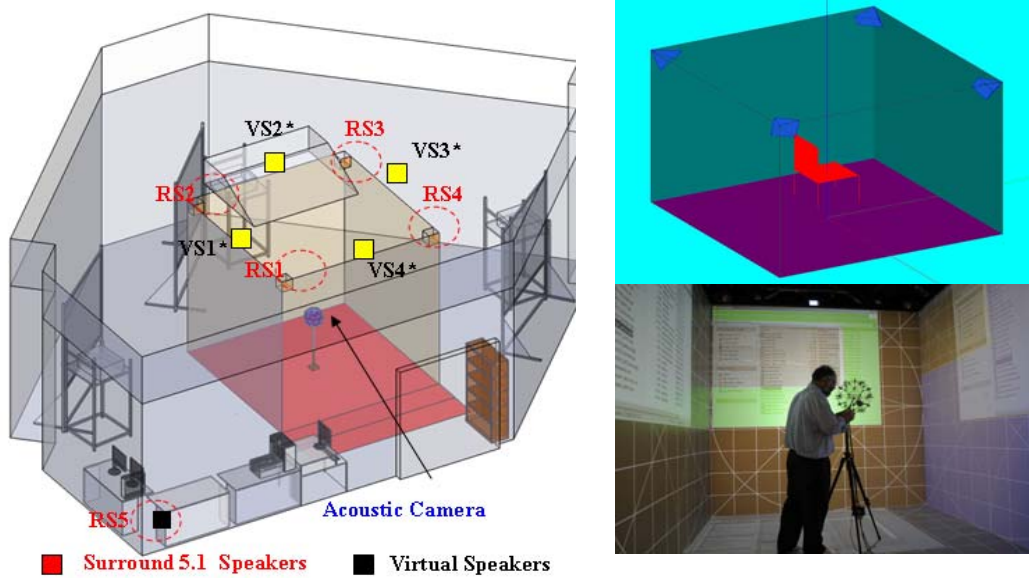 VS2*
RS3
VS3*
RS2
RS4
VS1*
RS1
VS4*
RS5
Acoustic Camera
Surround 5.1 Speakers
Virtual Speakers